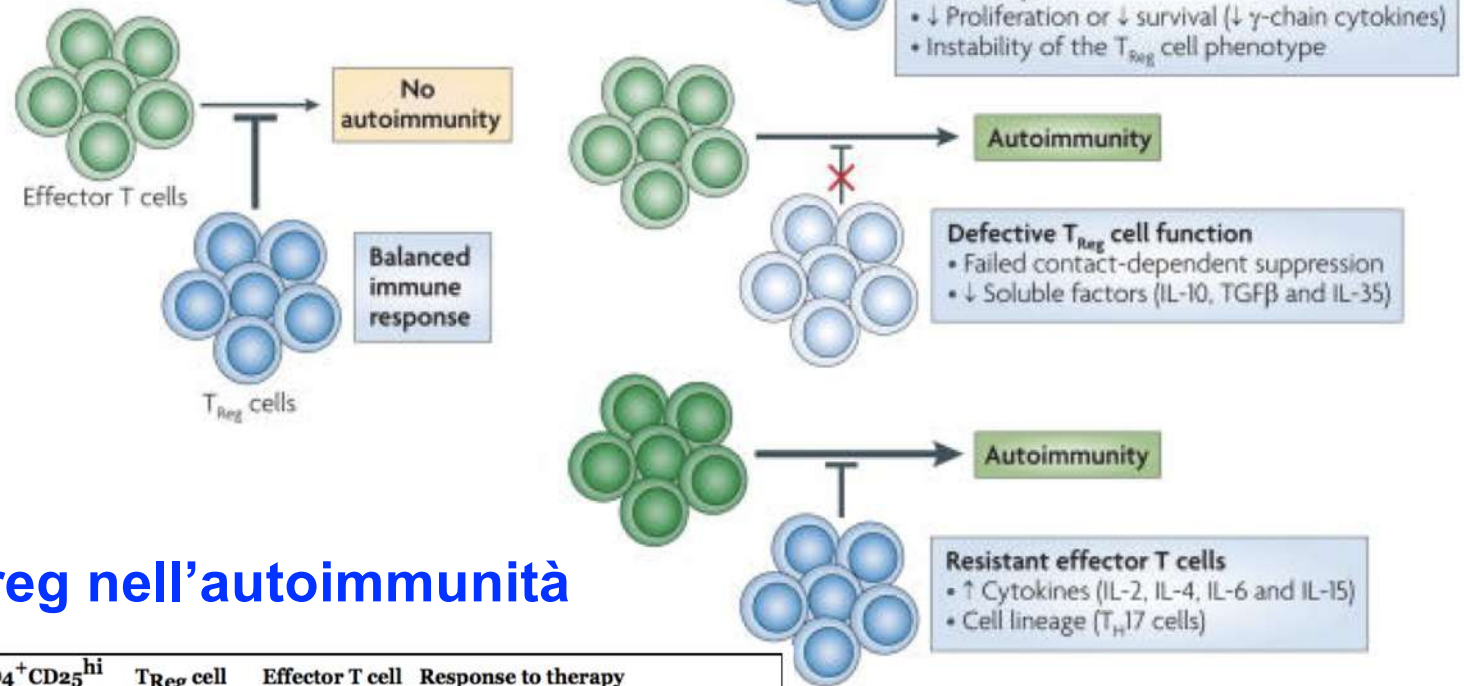 • ↓ Proliferation or ↓ survival (↓ γ-chain cytokines)
• Instability of the TReg cell phenotype
No
autoimmunity
Effector T cells
Balanced
immune
response
TReg cells
Autoimmunity
Defective TReg cell function
• Failed contact-dependent suppression
• ↓ Soluble factors (IL-10, TGFβ and IL-35)
Autoimmunity
Resistant effector T cells
• ↑ Cytokines (IL-2, IL-4, IL-6 and IL-15)
• Cell lineage (TH17 cells)
reg nell'autoimmunità
4+CD25hi TReg cell Effector T cell Response to therapy